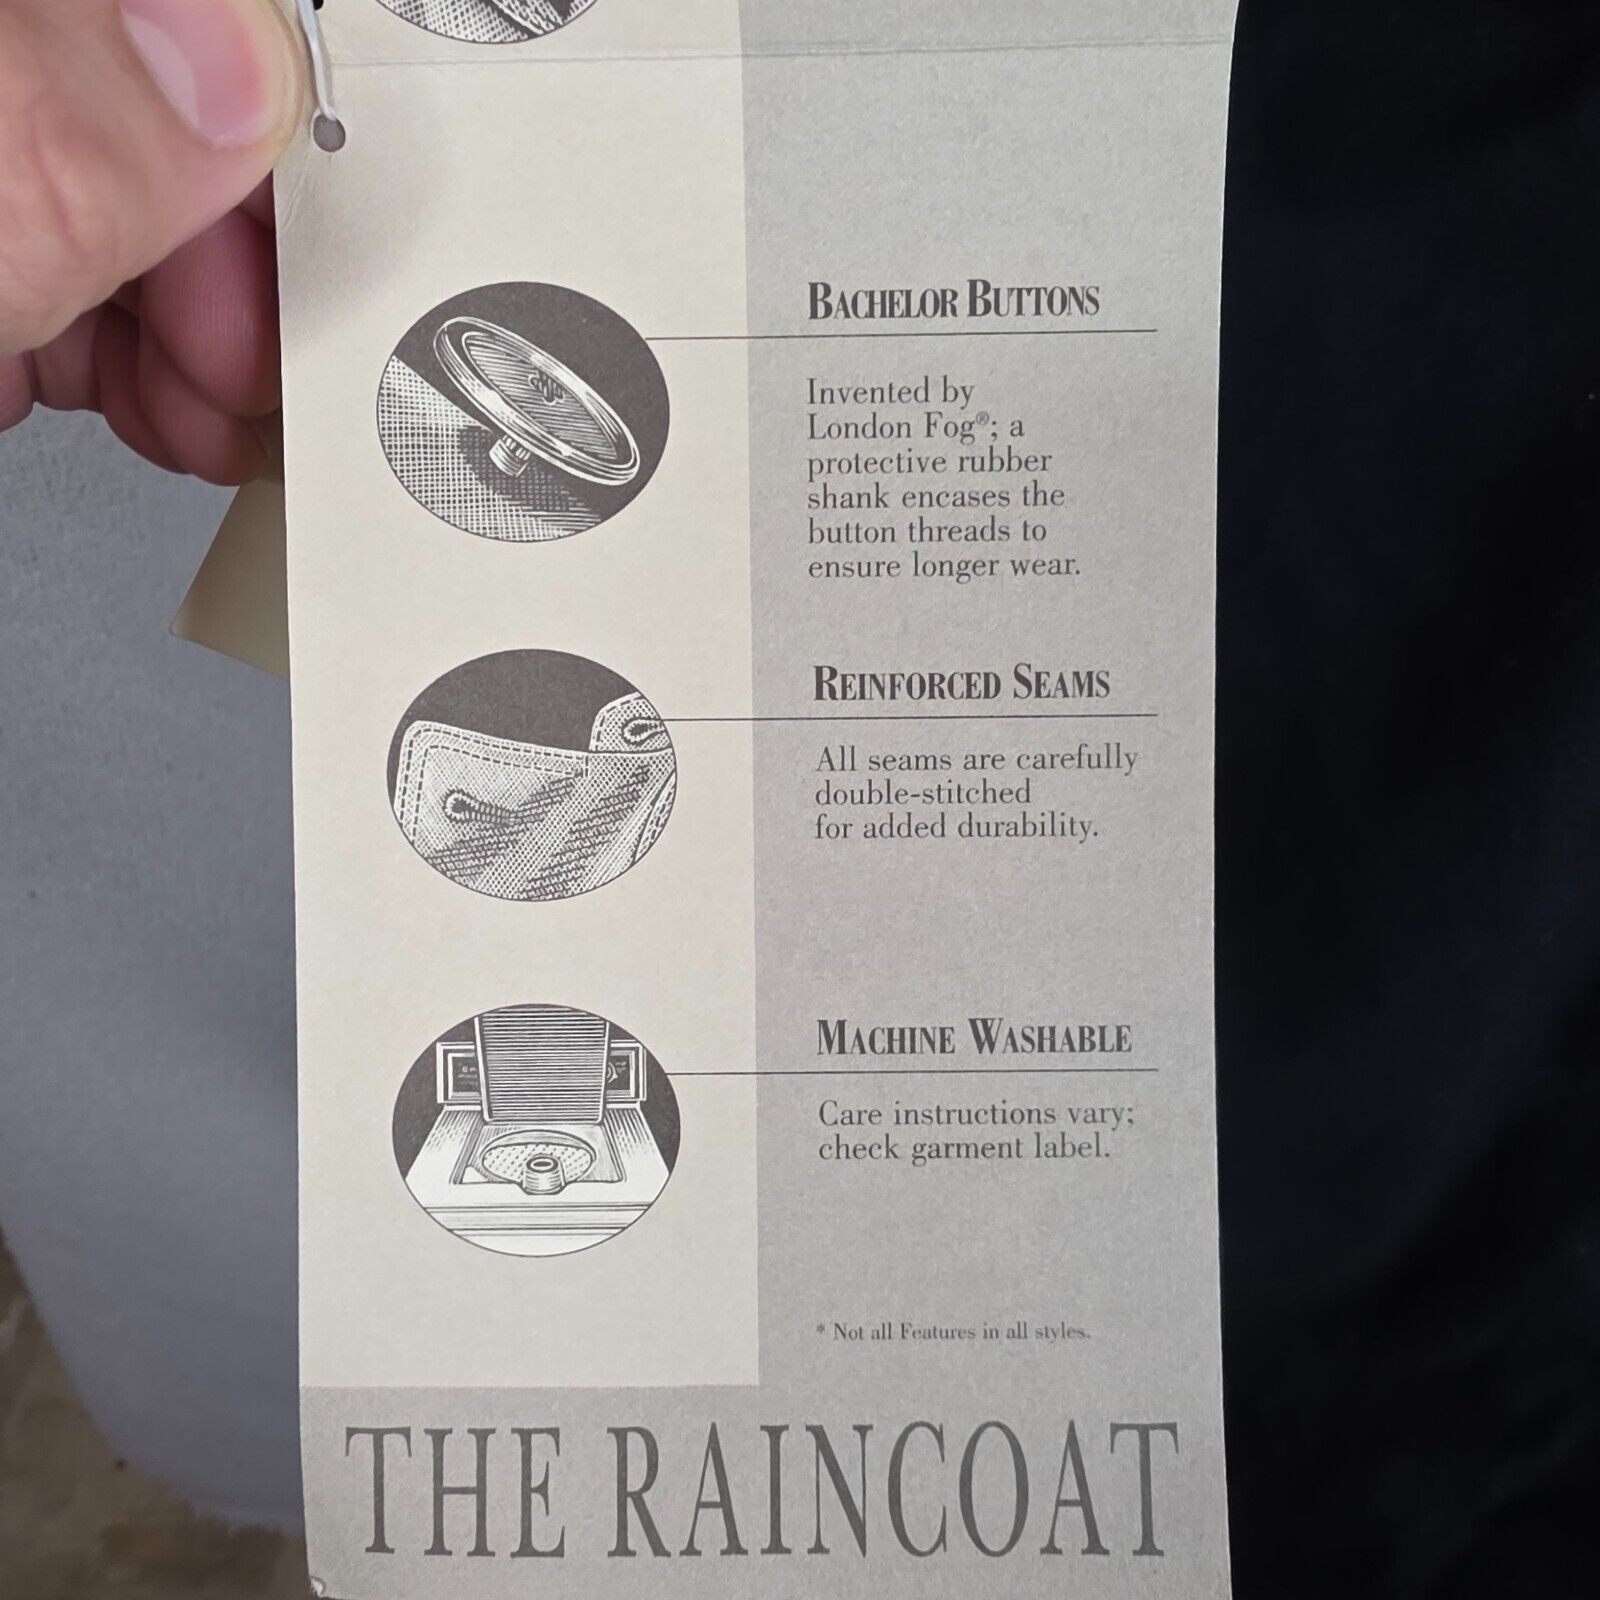 BACHELOR BUTTONS
Invented by
London Fog®; a
protective rubber
shank encases the
button threads to
ensure longer wear.
REINFORCED SEAMS
All seams are carefully
double-stitched
for added durability.
MACHINE WASHABLE
Care instructions vary;
check garment label.
* Not all Features in all styles.
THE RAINCOAT